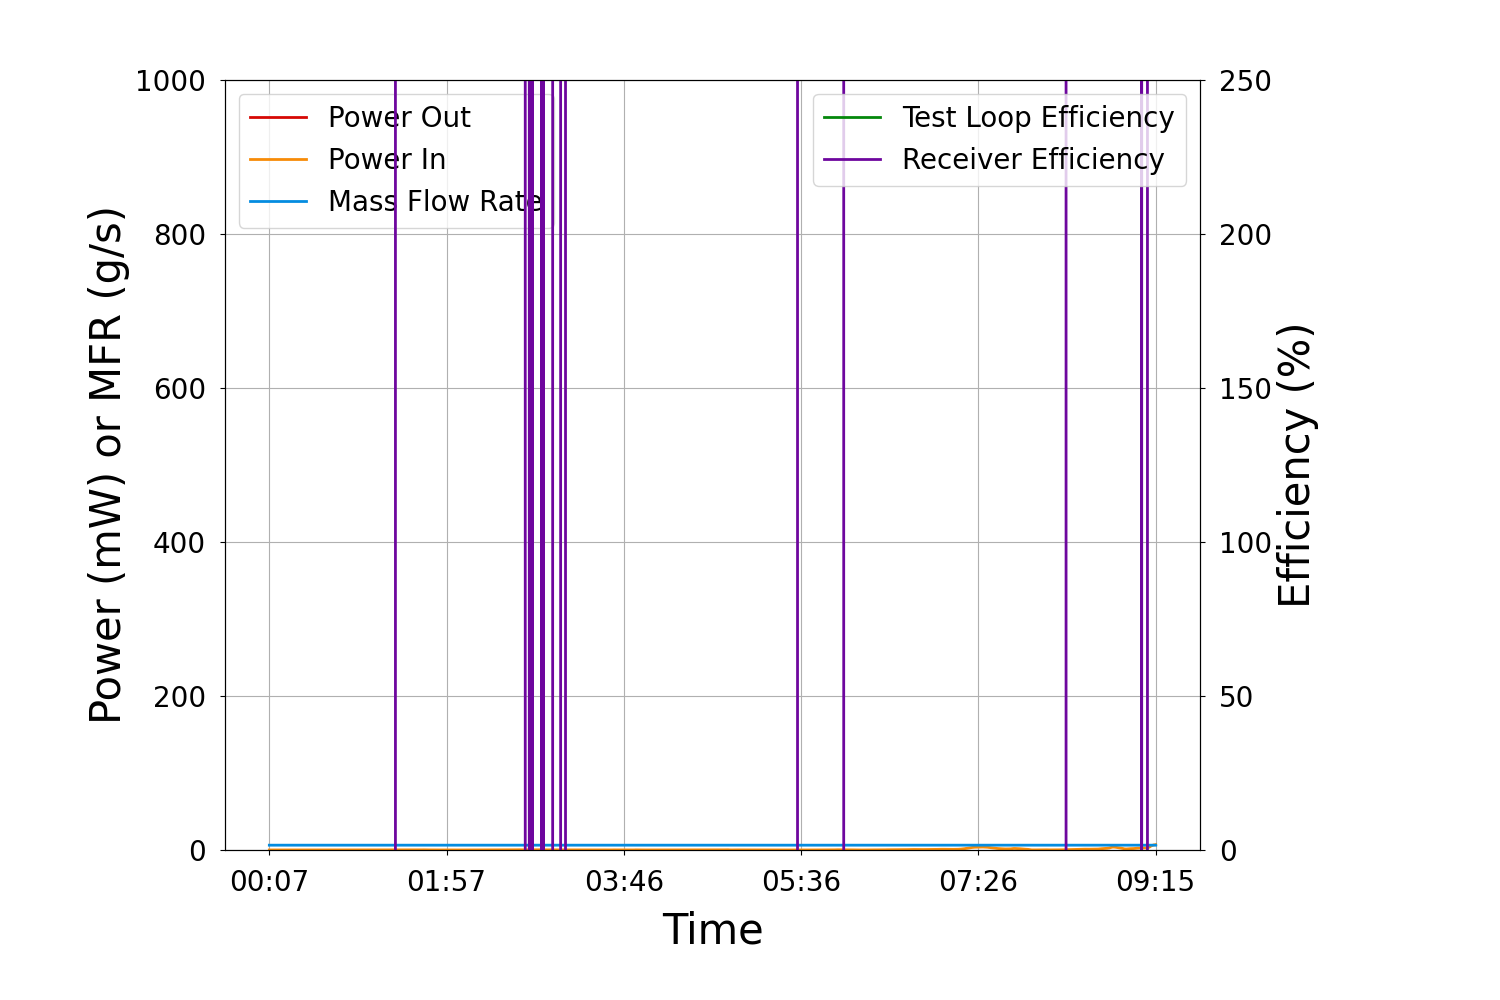 1000
800
600
400
200
0
Power (mW) or MFR (g/s)
Power Out
Power In
Mass Flow Rate
Test Loop Efficiency
Receiver Efficiency
250
200
150
100
50
0
Efficiency (%)
00:07 01:57 03:46 05:36 07:26 09:15
Time